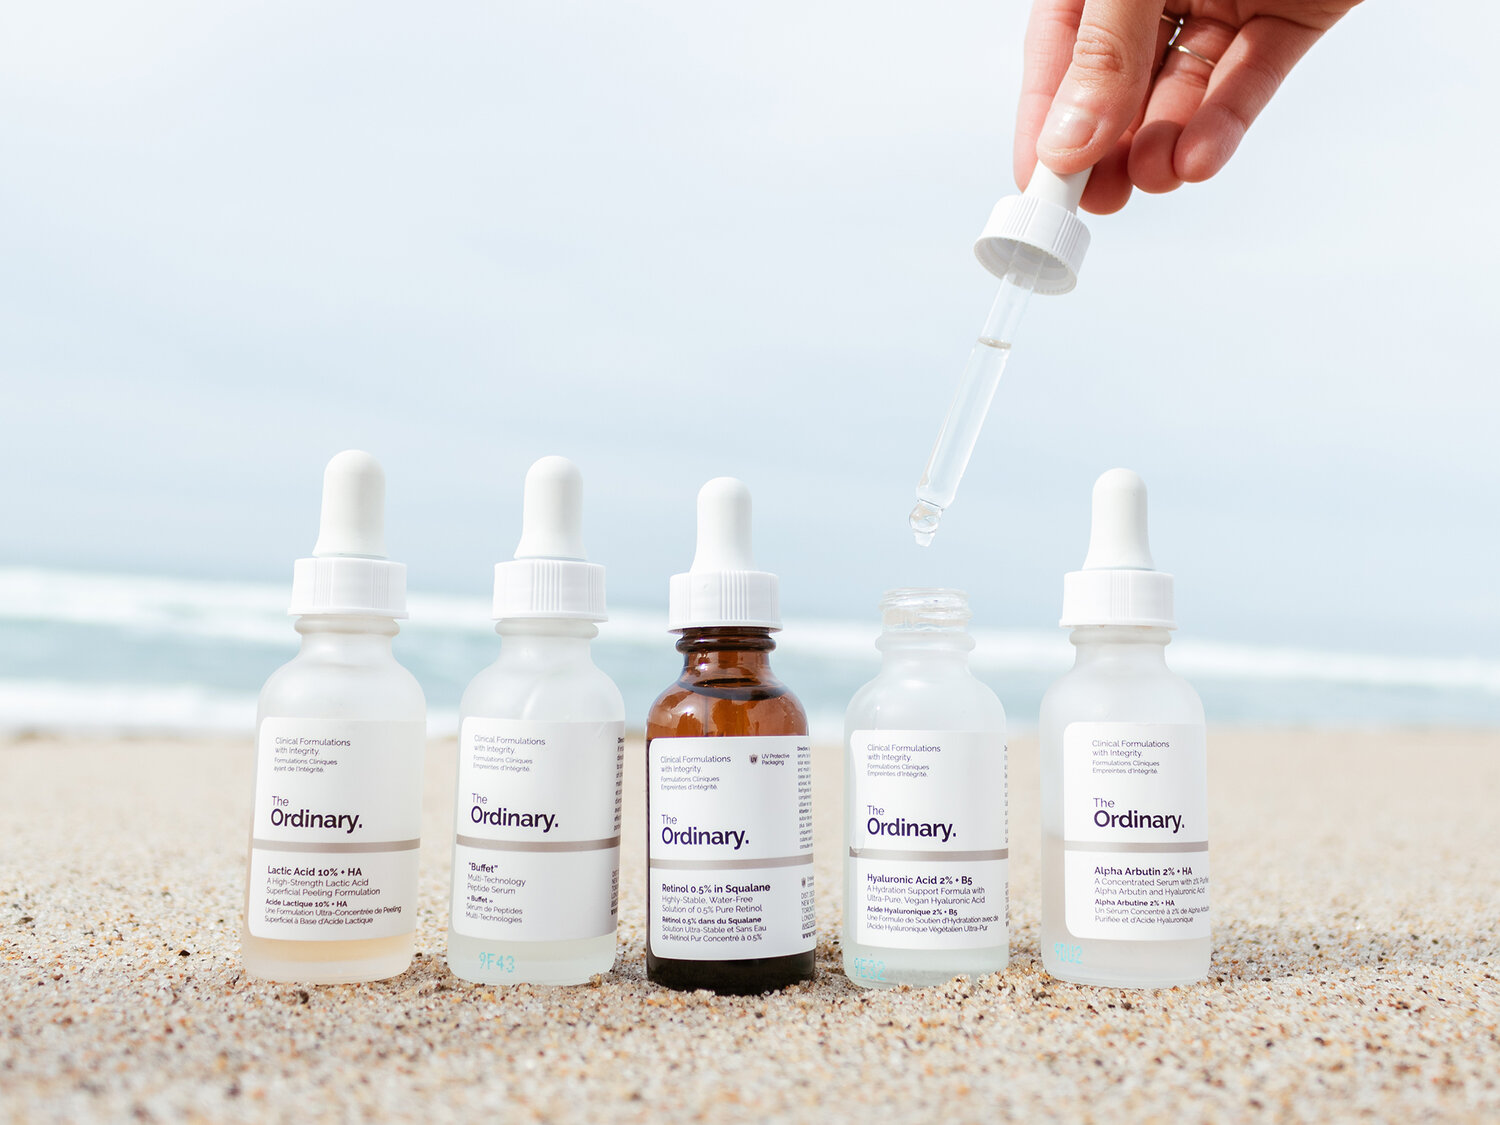 Clinical Formulations
with Integrity.
Formulations Cliniques
ayant de l'Intégrité.
The
Ordinary.
Lactic Acid 10% + HA
A High-Strength Lactic Acid
Superficial Peeling Formulation
Acide Lactique 10% + HA
Une Formulation Ultra-Concentrée de Peeling
Superficiel à Base d'Acide Lactique
Clinical Formulations
with Integrity.
Formulations Cliniques
Empreintes d'Intégrité.
The
Ordinary.
"Buffet"
Multi-Technology
Peptide Serum
« Buffet »
Sérum de Peptides
Multi-Technologies
9F43
Clinical Formulations
with Integrity.
Formulations Cliniques
Empreintes d'Intégrité.
UV
UV Protective
Packaging
The
Ordinary.
Retinol 0.5% in Squalane
Highly-Stable, Water-Free
Solution of 0.5% Pure Retinol
Retinol 0.5% dans du Squalane
Solution Ultra-Stable et Sans Eau
de Rétinol Pur Concentré à 0.5%
Clinical Formulations
with Integrity.
Formulations Cliniques
Empreintes d'Intégrité.
The
Ordinary.
Hyaluronic Acid 2% + B5
A Hydration Support Formula with
Ultra-Pure, Vegan Hyaluronic Acid
Acide Hyaluronique 2% + B5
Une Formule de Soutien d'Hydratation avec de
l'Acide Hyaluronique Végétalien Ultra-Pur
9E32
Clinical Formulations
with Integrity.
Formulations Cliniques
Empreintes d'Intégrité.
The
Ordinary.
Alpha Arbutin 2% + HA
A Concentrated Serum with 2% Purified
Alpha Arbutin and Hyaluronic Acid
Alpha Arbutine 2% + HA
Un Sérum Concentré à 2% de Alpha Arbutine
Purifiée et d'Acide Hyaluronique